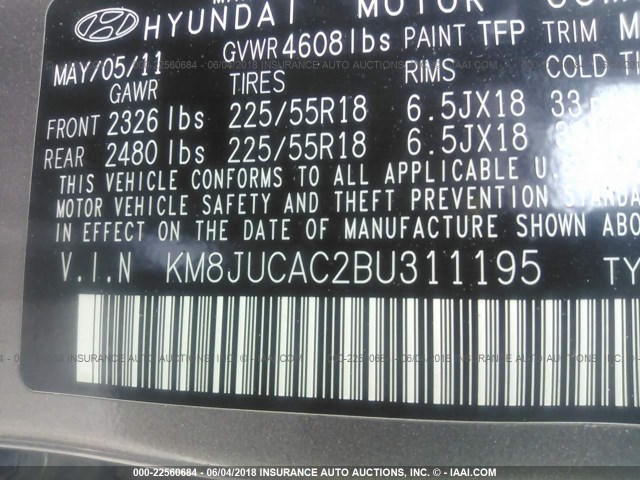 HYUNDAI MOTOR
MAY/05/11 GVWR 4608 lbs PAINT TFP TRIM
GAWR TIRES RIMS COLD
FRONT 2326 lbs 225/55R18 6.5JX18 33
REAR 2480 lbs 225/55R18 6.5JX18
THIS VEHICLE CONFORMS TO ALL APPLICABLE
MOTOR VEHICLE SAFETY AND THEFT PREVENTION
IN EFFECT ON THE DATE OF MANUFACTURE SHOWN
V.I.N KM8JUCAC2BU311195 TY
000-22560684 - 06/04/2018 INSURANCE AUTO AUCTIONS, INC. - IAAI.COM